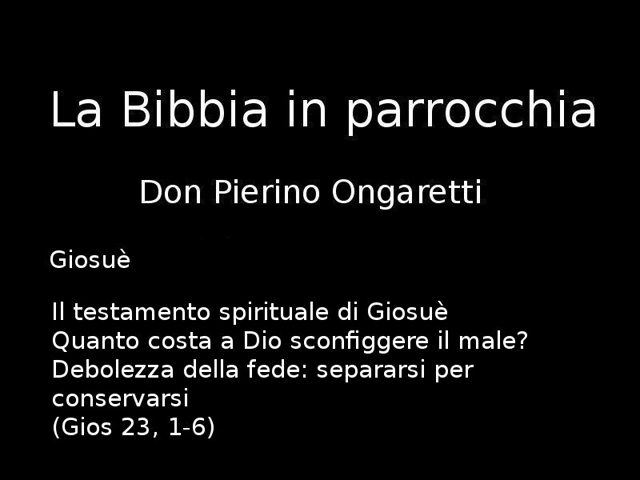 La Bibbia in parrocchia
Don Pierino Ongaretti
Giosuè
Il testamento spirituale di Giosuè
Quanto costa a Dio sconfiggere il male?
Debolezza della fede: separarsi per
conservarsi
(Gios 23, 1-6)